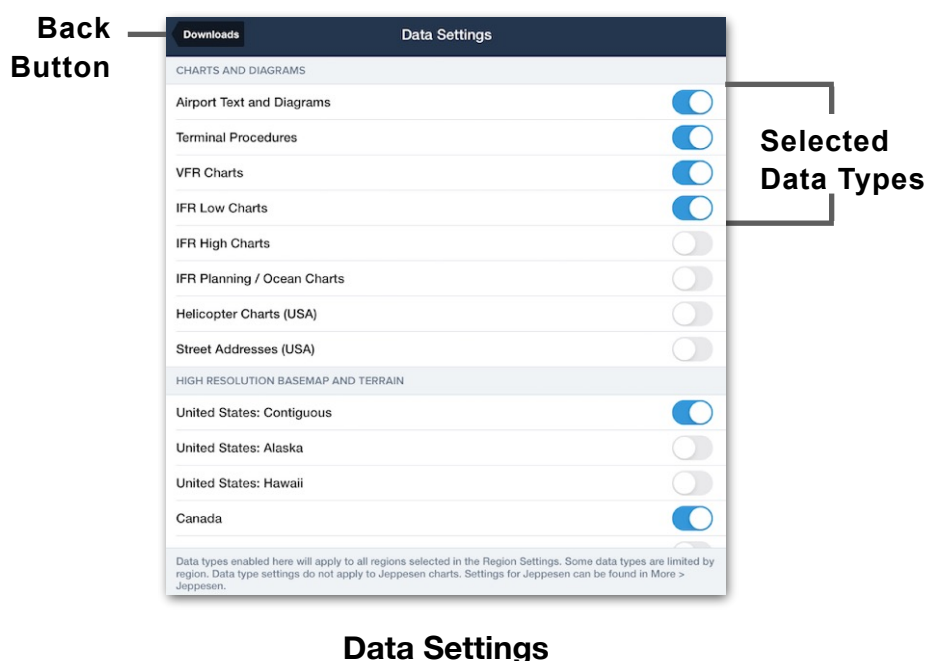 Back
Button
Downloads
Data Settings
CHARTS AND DIAGRAMS
Airport Text and Diagrams
Terminal Procedures
VFR Charts
IFR Low Charts
IFR High Charts
IFR Planning / Ocean Charts
Helicopter Charts (USA)
Street Addresses (USA)
HIGH RESOLUTION BASEMAP AND TERRAIN
United States: Contiguous
United States: Alaska
United States: Hawaii
Canada
Data types enabled here will apply to all regions selected in the Region Settings. Some data types are limited by
region. Data type settings do not apply to Jeppesen charts. Settings for Jeppesen can be found in More >
Jeppesen.
Selected
Data Types
Data Settings